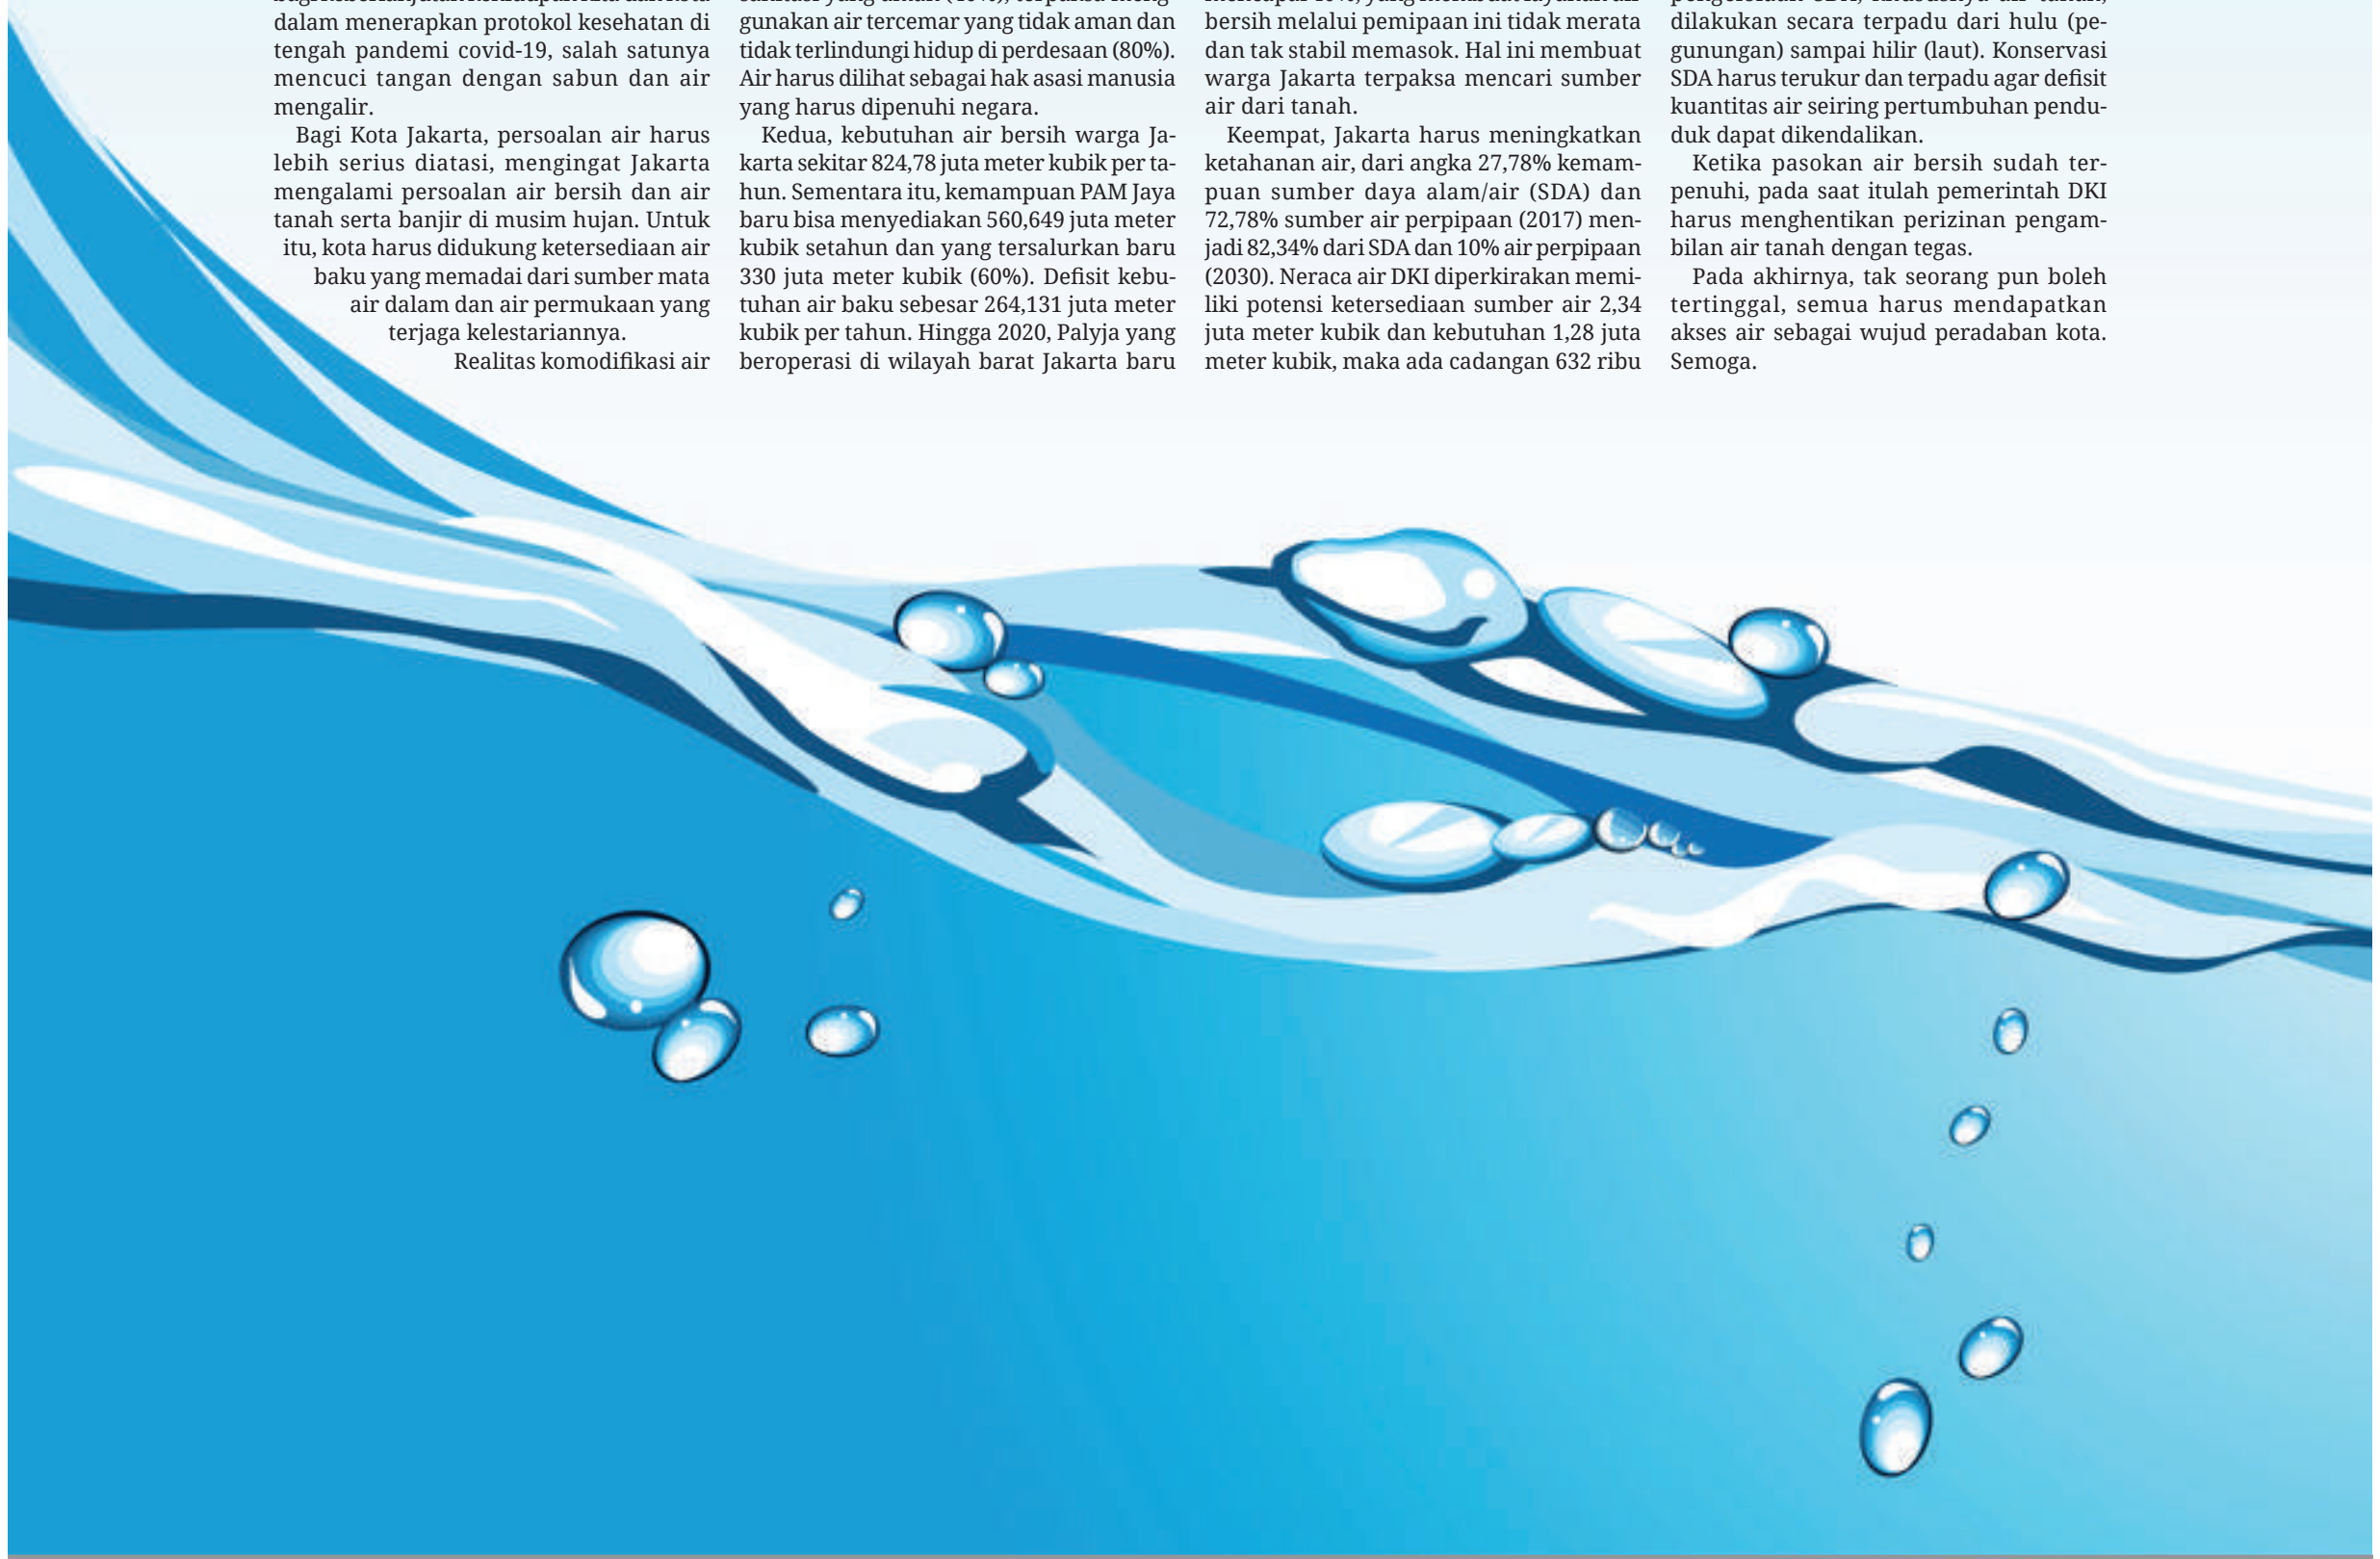 dalam menerapkan protokol kesehatan di
tengah pandemi covid-19, salah satunya
mencuci tangan dengan sabun dan air
mengalir.
Bagi Kota Jakarta, persoalan air harus
lebih serius diatasi, mengingat Jakarta
mengalami persoalan air bersih dan air
tanah serta banjir di musim hujan. Untuk
itu, kota harus didukung ketersediaan air
baku yang memadai dari sumber mata
air dalam dan air permukaan yang
terjaga kelestariannya.
Realitas komodifikasi air
gunakan air tercemar yang tidak aman dan
tidak terlindungi hidup di perdesaan (80%).
Air harus dilihat sebagai hak asasi manusia
yang harus dipenuhi negara.
Kedua, kebutuhan air bersih warga Ja-
karta sekitar 824,78 juta meter kubik per ta-
hun. Sementara itu, kemampuan PAM Jaya
baru bisa menyediakan 560,649 juta meter
kubik setahun dan yang tersalurkan baru
330 juta meter kubik (60%). Defisit kebu-
tuhan air baku sebesar 264,131 juta meter
kubik per tahun. Hingga 2020, Palyja yang
beroperasi di wilayah barat Jakarta baru
bersih melalui pemipaan ini tidak merata
dan tak stabil memasok. Hal ini membuat
warga Jakarta terpaksa mencari sumber
air dari tanah.
Keempat, Jakarta harus meningkatkan
ketahanan air, dari angka 27,78% kemam-
puan sumber daya alam/air (SDA) dan
72,78% sumber air perpipaan (2017) men-
jadi 82,34% dari SDA dan 10% air perpipaan
(2030). Neraca air DKI diperkirakan memi-
liki potensi ketersediaan sumber air 2,34
juta meter kubik dan kebutuhan 1,28 juta
meter kubik, maka ada cadangan 632 ribu
dilakukan secara terpadu dari hulu (pe-
gunungan) sampai hilir (laut). Konservasi
SDA harus terukur dan terpadu agar defisit
kuantitas air seiring pertumbuhan pendu-
duk dapat dikendalikan.
Ketika pasokan air bersih sudah ter-
penuhi, pada saat itulah pemerintah DKI
harus menghentikan perizinan pengam-
bilan air tanah dengan tegas.
Pada akhirnya, tak seorang pun boleh
tertinggal, semua harus mendapatkan
akses air sebagai wujud peradaban kota.
Semoga.